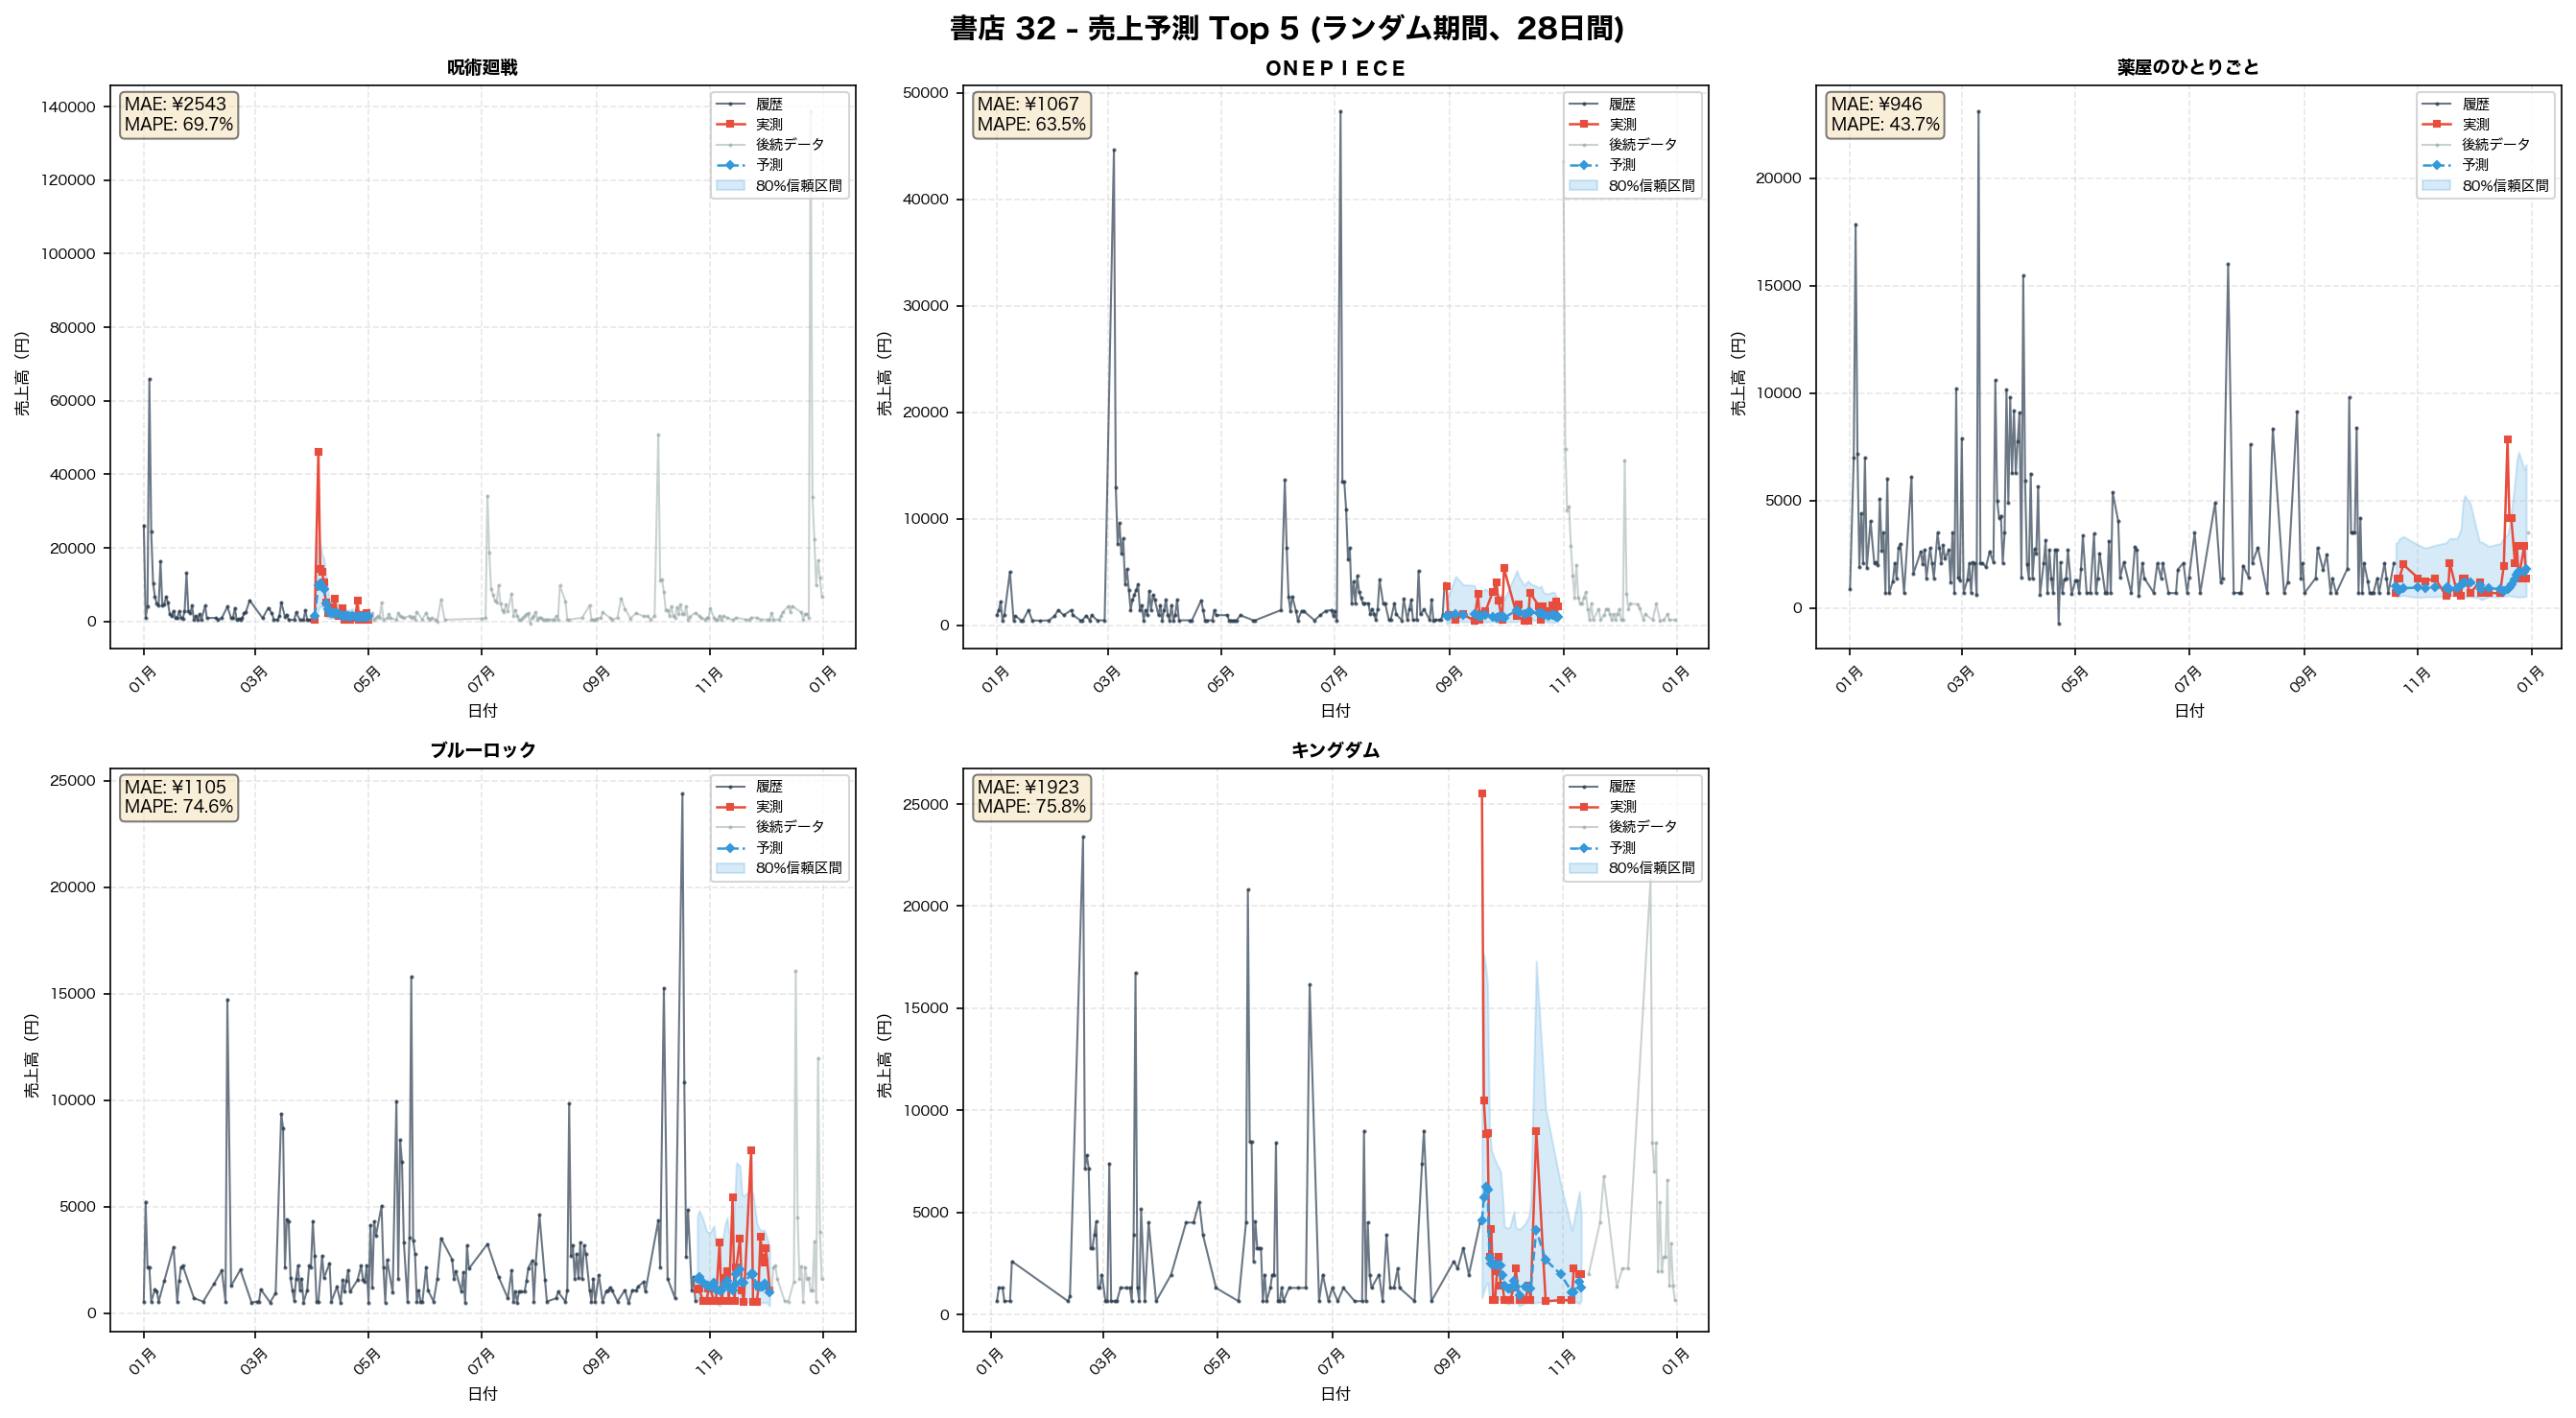 書店 32 - 売上予測 Top 5 (ランダム期間、28日間)
呪術廻戦
MAE: ¥2543
MAPE: 69.7%
履歴
実測
後続データ
予測
80%信頼区間
140000
120000
100000
80000
60000
40000
20000
0
売上高（円）
01月
03月
05月
07月
09月
11月
01月
日付
ＯＮＥＰＩＥＣＥ
MAE: ¥1067
MAPE: 63.5%
履歴
実測
後続データ
予測
80%信頼区間
50000
40000
30000
20000
10000
0
売上高（円）
01月
03月
05月
07月
09月
11月
01月
日付
薬屋のひとりごと
MAE: ¥946
MAPE: 43.7%
履歴
実測
後続データ
予測
80%信頼区間
20000
15000
10000
5000
0
売上高（円）
01月
03月
05月
07月
09月
11月
01月
日付
ブルーロック
MAE: ¥1105
MAPE: 74.6%
履歴
実測
後続データ
予測
80%信頼区間
25000
20000
15000
10000
5000
0
売上高（円）
01月
03月
05月
07月
09月
11月
01月
日付
キングダム
MAE: ¥1923
MAPE: 75.8%
履歴
実測
後続データ
予測
80%信頼区間
25000
20000
15000
10000
5000
0
売上高（円）
01月
03月
05月
07月
09月
11月
01月
日付